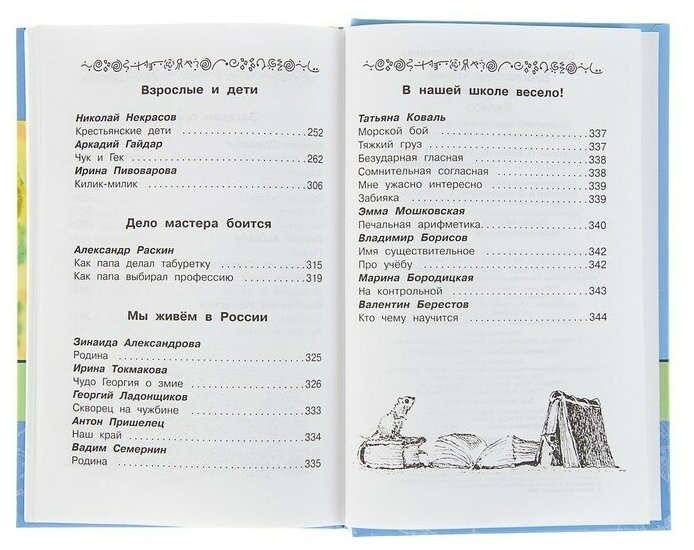 Взрослые и дети
Николай Некрасов
Крестьянские дети 252
Аркадий Гайдар
Чук и Гек 262
Ирина Пивоварова
Килик-милик 306
Дело мастера боится
Александр Раскин
Как папа делал табуретку 315
Как папа выбирал профессию 319
Мы живём в России
Зинаида Александрова
Родина 325
Ирина Токмакова
Чудо Георгия о змие 326
Георгий Ладонщиков
Скворец на чужбине 333
Антон Пришелец
Наш край 334
Вадим Семернин
Родина 335
В нашей школе весело!
Татьяна Коваль
Морской бой 337
Тяжкий груз 337
Безударная гласная 338
Сомнительная согласная 338
Мне ужасно интересно 339
Забияка 339
Эмма Мошковская
Печальная арифметика. 340
Владимир Борисов
Имя существительное 342
Про учёбу 342
Марина Бородицкая
На контрольной 343
Валентин Берестов
Кто чему научится 344